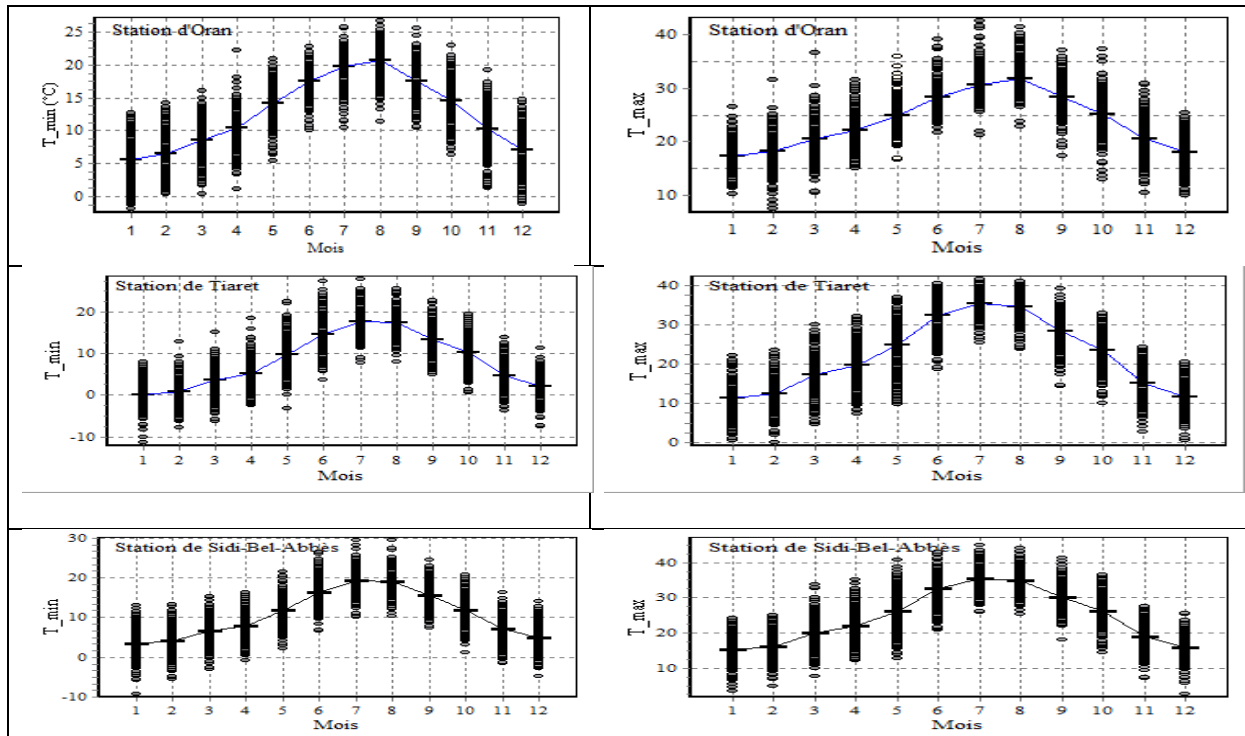 Station d'Oran
T_min (°C)
25
20
15
10
5
0
1 2 3 4 5 6 7 8 9 10 11 12
Mois
Station d'Oran
T_max
40
30
20
10
1 2 3 4 5 6 7 8 9 10 11 12
Mois
Station de Tiaret
T_min
20
10
0
-10
1 2 3 4 5 6 7 8 9 10 11 12
Mois
Station de Tiaret
T_max
40
30
20
10
0
1 2 3 4 5 6 7 8 9 10 11 12
Mois
Station de Sidi-Bel-Abbès
T_min
30
20
10
0
-10
1 2 3 4 5 6 7 8 9 10 11 12
Mois
Station de Sidi-Bel-Abbès
T_max
40
30
20
10
1 2 3 4 5 6 7 8 9 10 11 12
Mois